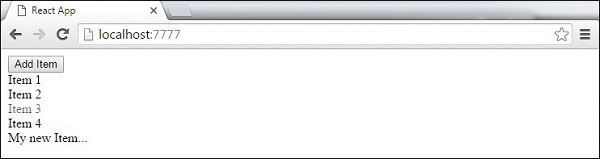 React App
localhost:7777
Add Item
Item 1
Item 2
Item 3
Item 4
My new Item...